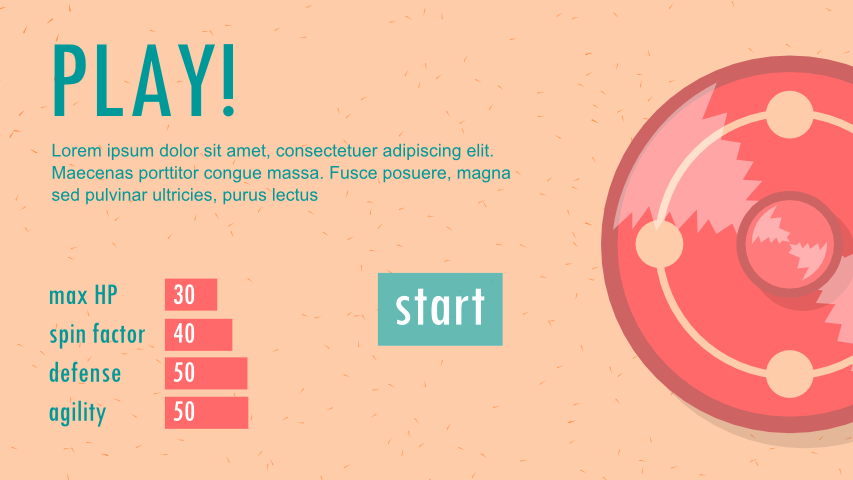 PLAY!
Lorem ipsum dolor sit amet, consectetuer adipiscing elit.
Maecenas porttitor congue massa. Fusce posuere, magna
sed pulvinar ultricies, purus lectus
max HP 30
spin factor 40
defense 50
agility 50
start